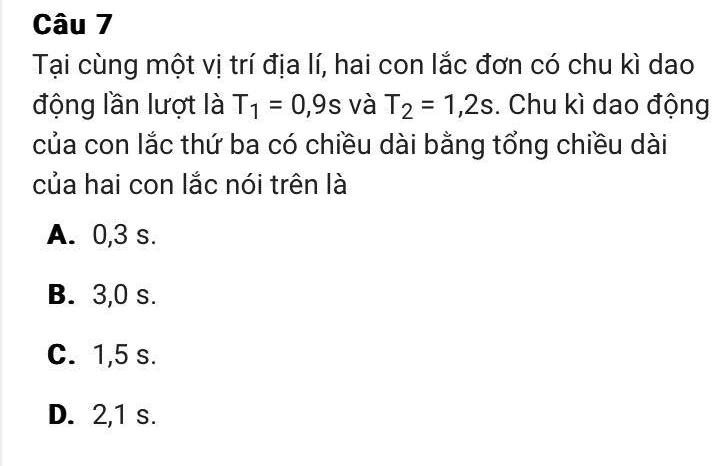 Câu 7
Tại cùng một vị trí địa lí, hai con lắc đơn có chu kì dao
động lần lượt là T₁ = 0,9s và T₂ = 1,2s. Chu kì dao động
của con lắc thứ ba có chiều dài bằng tổng chiều dài
của hai con lắc nói trên là
A. 0,3 s.
B. 3,0 s.
C. 1,5 s.
D. 2,1 s.